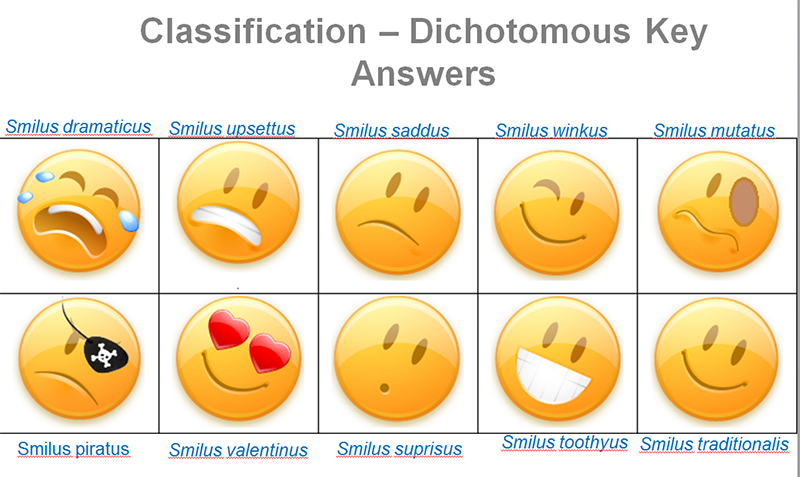 Classification – Dichotomous Key
Answers
Smilus dramaticus
Smilus upsettus
Smilus saddus
Smilus winkus
Smilus mutatus
Smilus piratus
Smilus valentinus
Smilus suprisus
Smilus toothyus
Smilus traditionalis